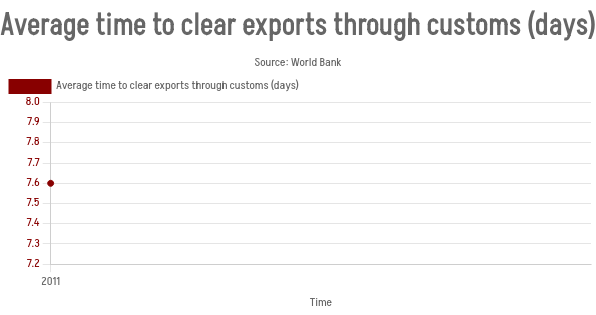 Average time to clear exports through customs (days)
Source: World Bank
Average time to clear exports through customs (days)
8.0
7.9
7.8
7.7
7.6
7.5
7.4
7.3
7.2
2011
Time